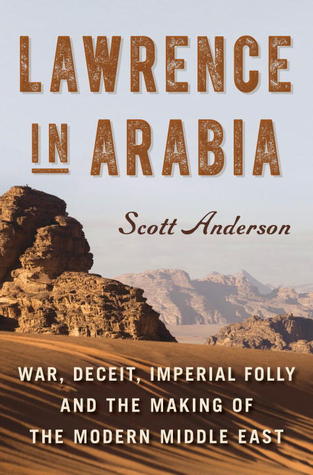 LAWRENCE
IN ARABIA
Scott Anderson
WAR, DECEIT, IMPERIAL FOLLY
AND THE MAKING OF
THE MODERN MIDDLE EAST